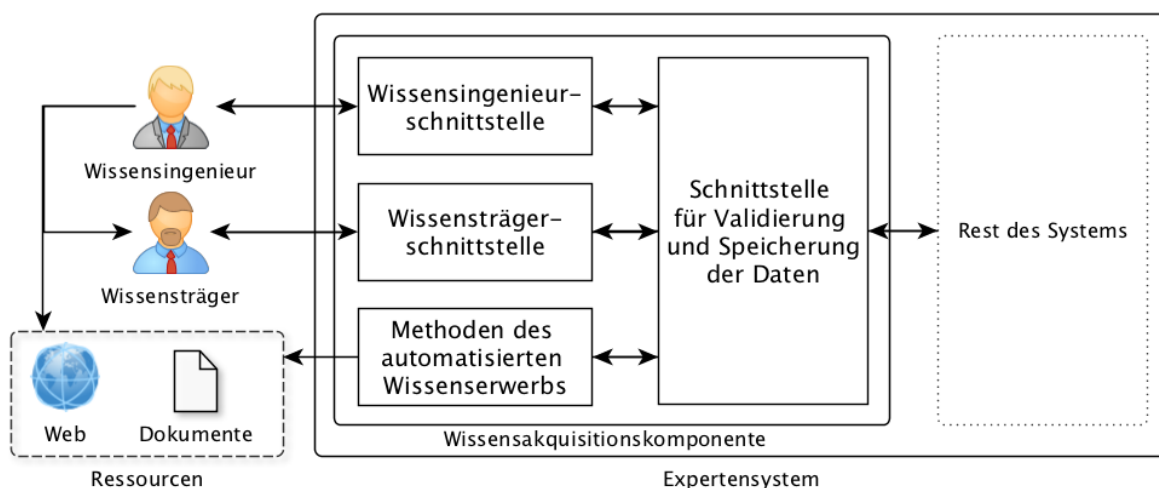 Wissensingenieur
Wissensträger
Web
Dokumente
Ressourcen
Wissensingenieur-
schnittstelle
Wissensträger-
schnittstelle
Methoden des
automatisierten
Wissenserwerbs
Schnittstelle
für Validierung
und Speicherung
der Daten
Wissensakquisitionskomponente
Rest des Systems
Expertensystem